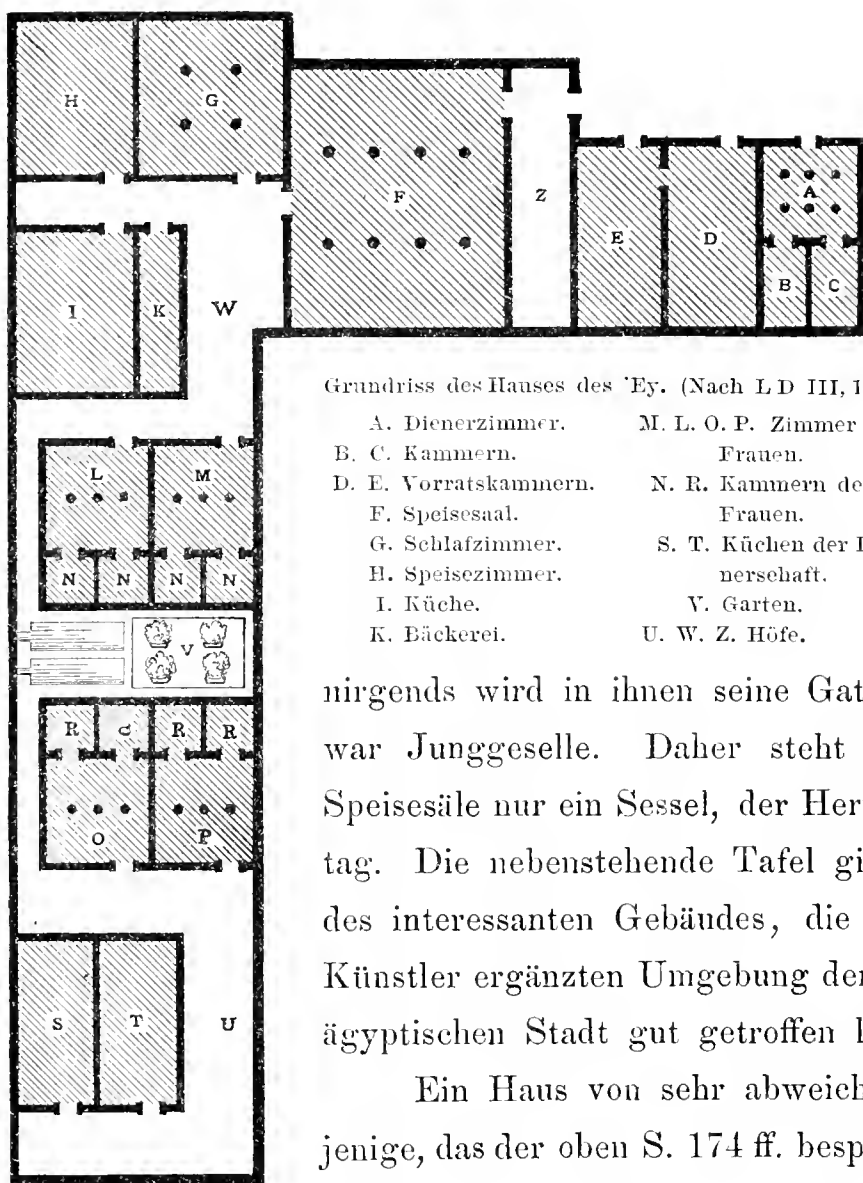 H G
F Z E D A
B C
I K W
L M
N N N N
V
R Q R R
O P
S T U
Grundriss des Hauses des 'Ey. (Nach LD III,
A. Dienerzimmer.
B. C. Kammern.
D. E. Vorratskammern.
F. Speisesaal.
G. Schlafzimmer.
H. Speisezimmer.
I. Küche.
K. Bäckerei.
M. L. O. P. Zimmer
Frauen.
N. R. Kammern de
Frauen.
S. T. Küchen der
nerschaft.
V. Garten.
U. W. Z. Höfe.
nirgends wird in ihnen seine Gat
war Junggeselle. Daher steht
Speisesäle nur ein Sessel, der Her
tag. Die nebenstehende Tafel gi
des interessanten Gebäudes, die
Künstler ergänzten Umgebung der
ägyptischen Stadt gut getroffen
Ein Haus von sehr abweich
jenige, das der oben S. 174 ff. besp